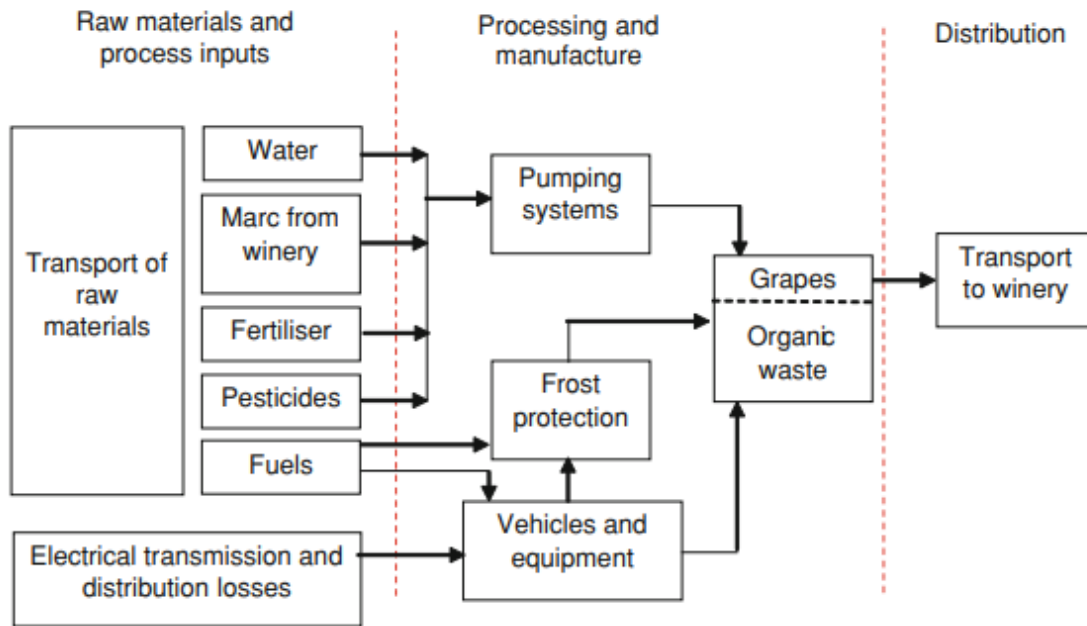 Raw materials and
process inputs
Processing and
manufacture
Distribution
Transport of
raw
materials
Water
Marc from
winery
Fertiliser
Pesticides
Fuels
Electrical transmission and
distribution losses
Pumping
systems
Frost
protection
Vehicles and
equipment
Grapes
Organic
waste
Transport
to winery